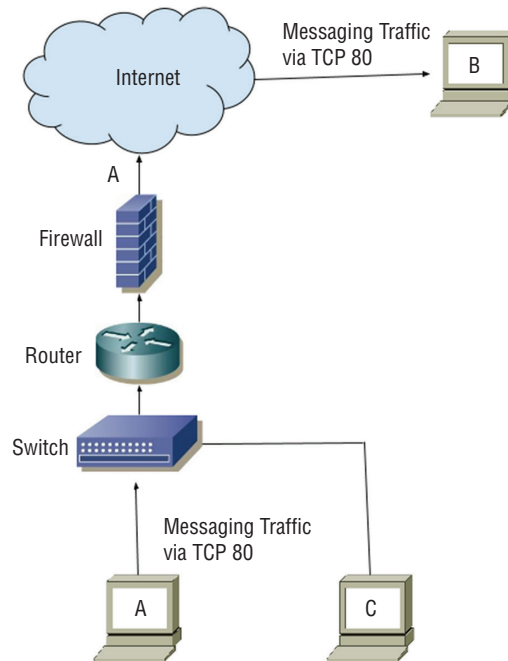 Messaging Traffic
via TCP 80
Internet
B
A
Firewall
Router
Switch
Messaging Traffic
via TCP 80
A
C